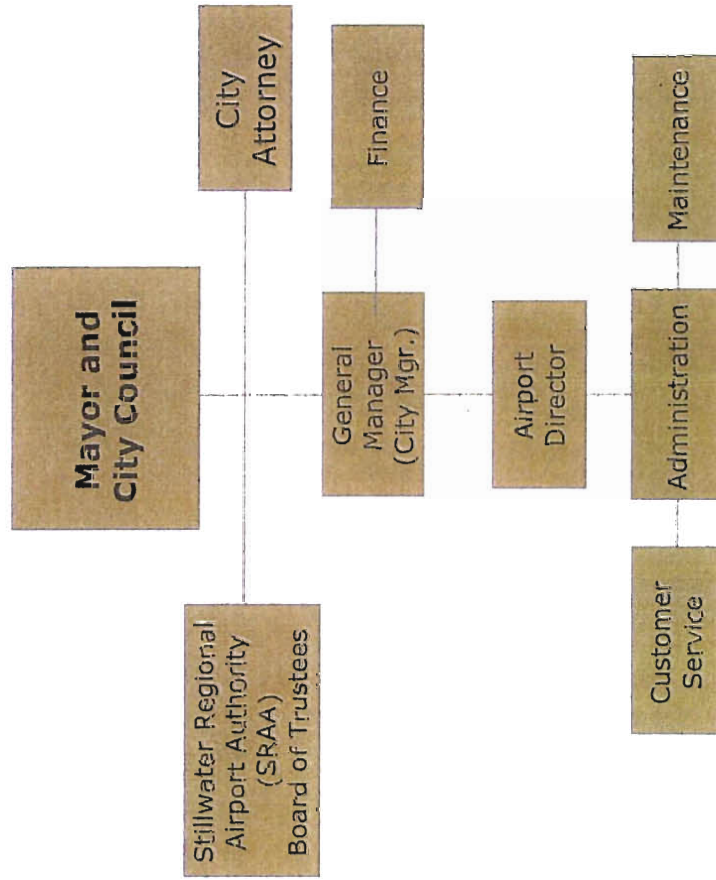 Mayor and
City Council
Stillwater Regional
Airport Authority
(SRAA)
Board of Trustees
City
Attorney
General
Manager
(City Mgr.)
Finance
Airport
Director
Customer
Service
Administration
Maintenance